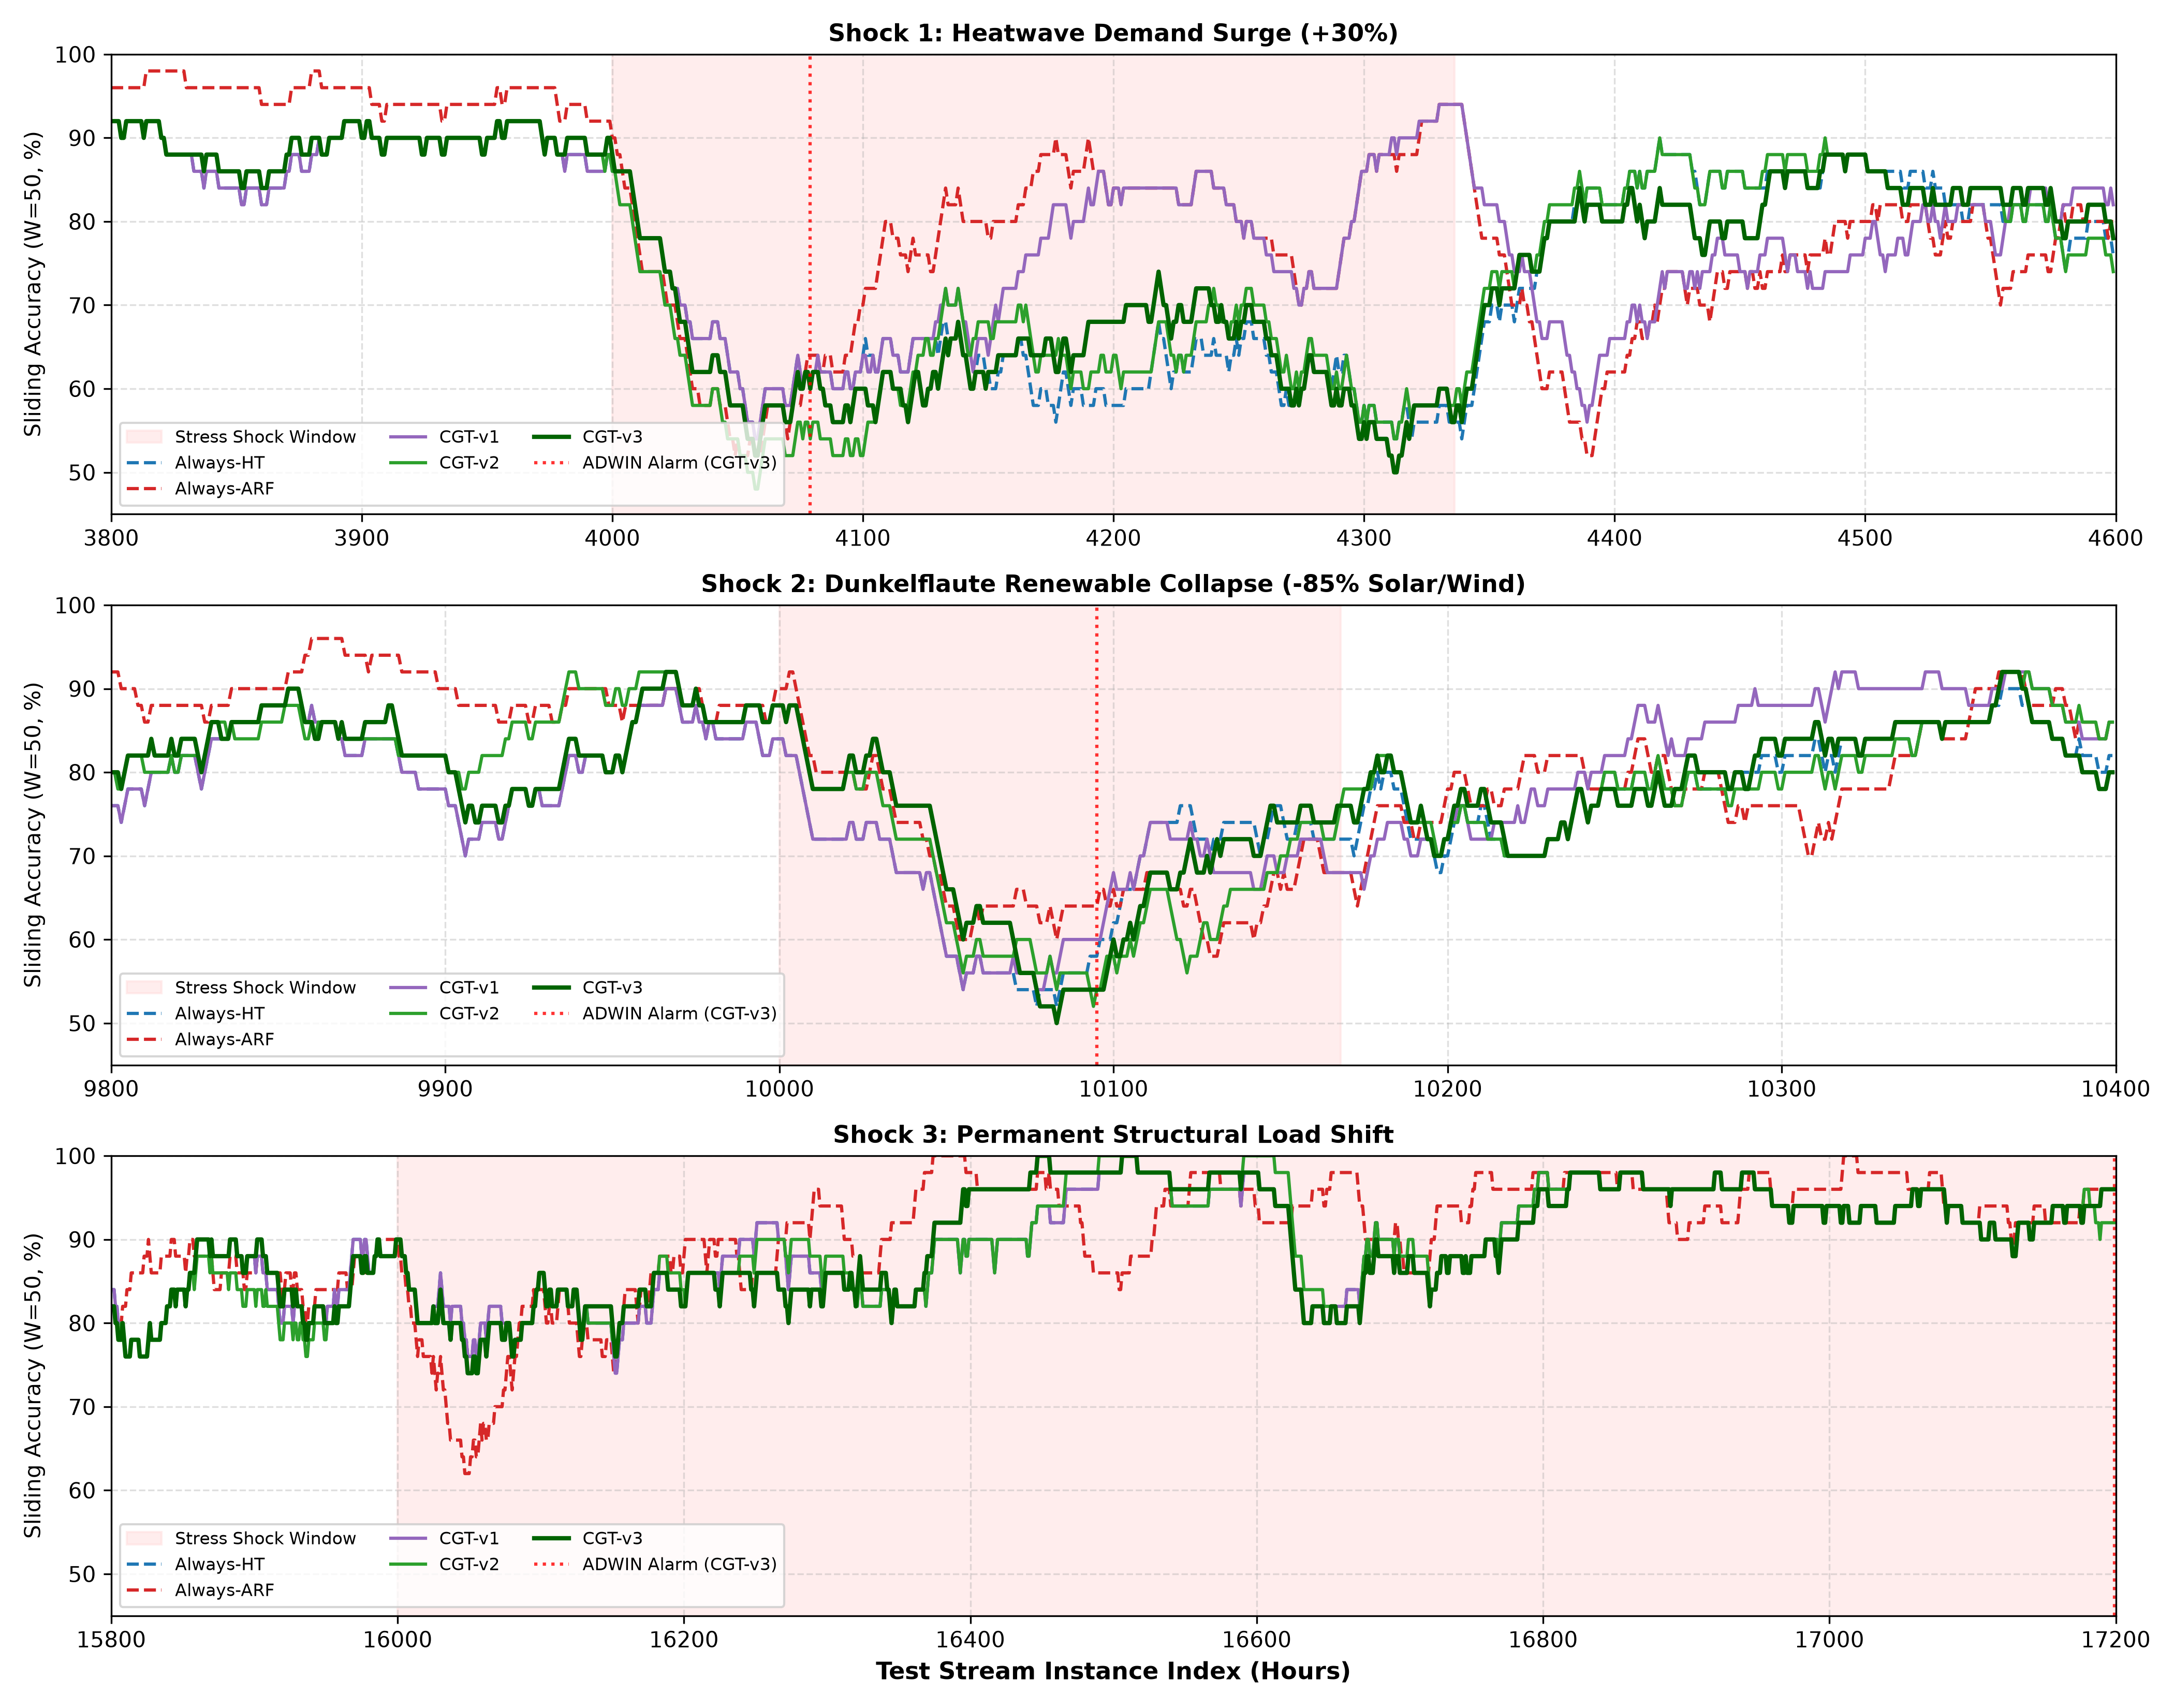 Shock 1: Heatwave Demand Surge (+30%)
Sliding Accuracy (W=50, %)
100
90
80
70
60
50
Stress Shock Window
Always-HT
Always-ARF
CGT-v1
CGT-v2
CGT-v3
ADWIN Alarm (CGT-v3)
3800 3900 4000 4100 4200 4300 4400 4500 4600
Shock 2: Dunkelflaute Renewable Collapse (-85% Solar/Wind)
Sliding Accuracy (W=50, %)
100
90
80
70
60
50
Stress Shock Window
Always-HT
Always-ARF
CGT-v1
CGT-v2
CGT-v3
ADWIN Alarm (CGT-v3)
9800 9900 10000 10100 10200 10300 10400
Shock 3: Permanent Structural Load Shift
Sliding Accuracy (W=50, %)
100
90
80
70
60
50
Stress Shock Window
Always-HT
Always-ARF
CGT-v1
CGT-v2
CGT-v3
ADWIN Alarm (CGT-v3)
15800 16000 16200 16400 16600 16800 17000 17200
Test Stream Instance Index (Hours)